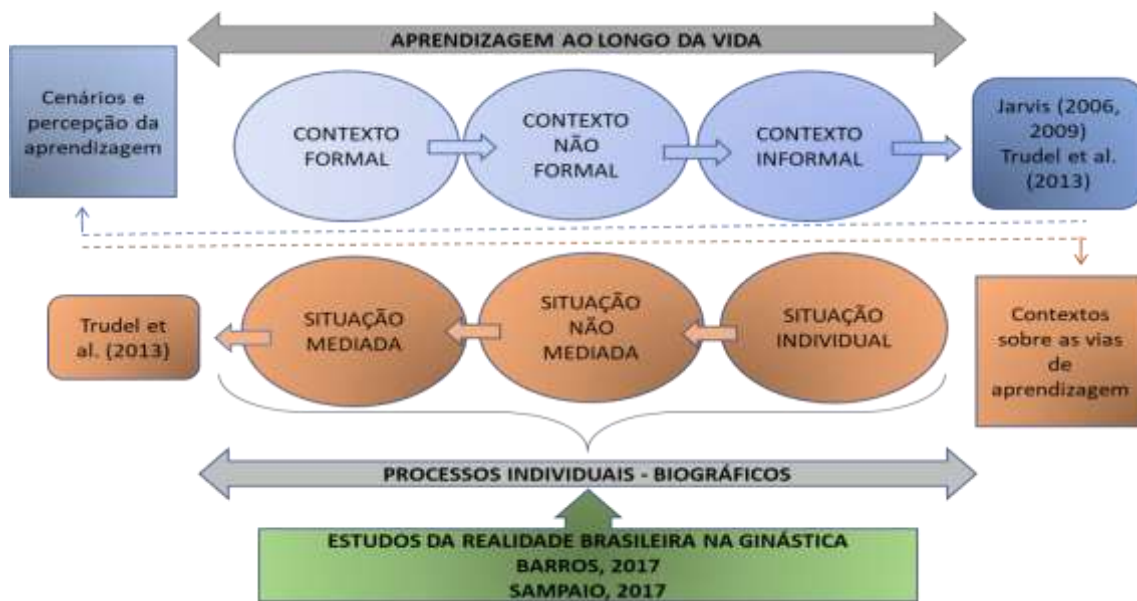 APRENDIZAGEM AO LONGO DA VIDA
Cenários e
percepção da
aprendizagem
CONTEXTO
FORMAL
CONTEXTO
NÃO
FORMAL
CONTEXTO
INFORMAL
Jarvis (2006,
2009)
Trudel et al.
(2013)
Trudel et
al. (2013)
SITUAÇÃO
MEDIADA
SITUAÇÃO
NÃO
MEDIADA
SITUAÇÃO
INDIVIDUAL
Contextos
sobre as vias
de
aprendizagem
PROCESSOS INDIVIDUAIS - BIOGRÁFICOS
ESTUDOS DA REALIDADE BRASILEIRA NA GINÁSTICA
BARROS, 2017
SAMPAIO, 2017